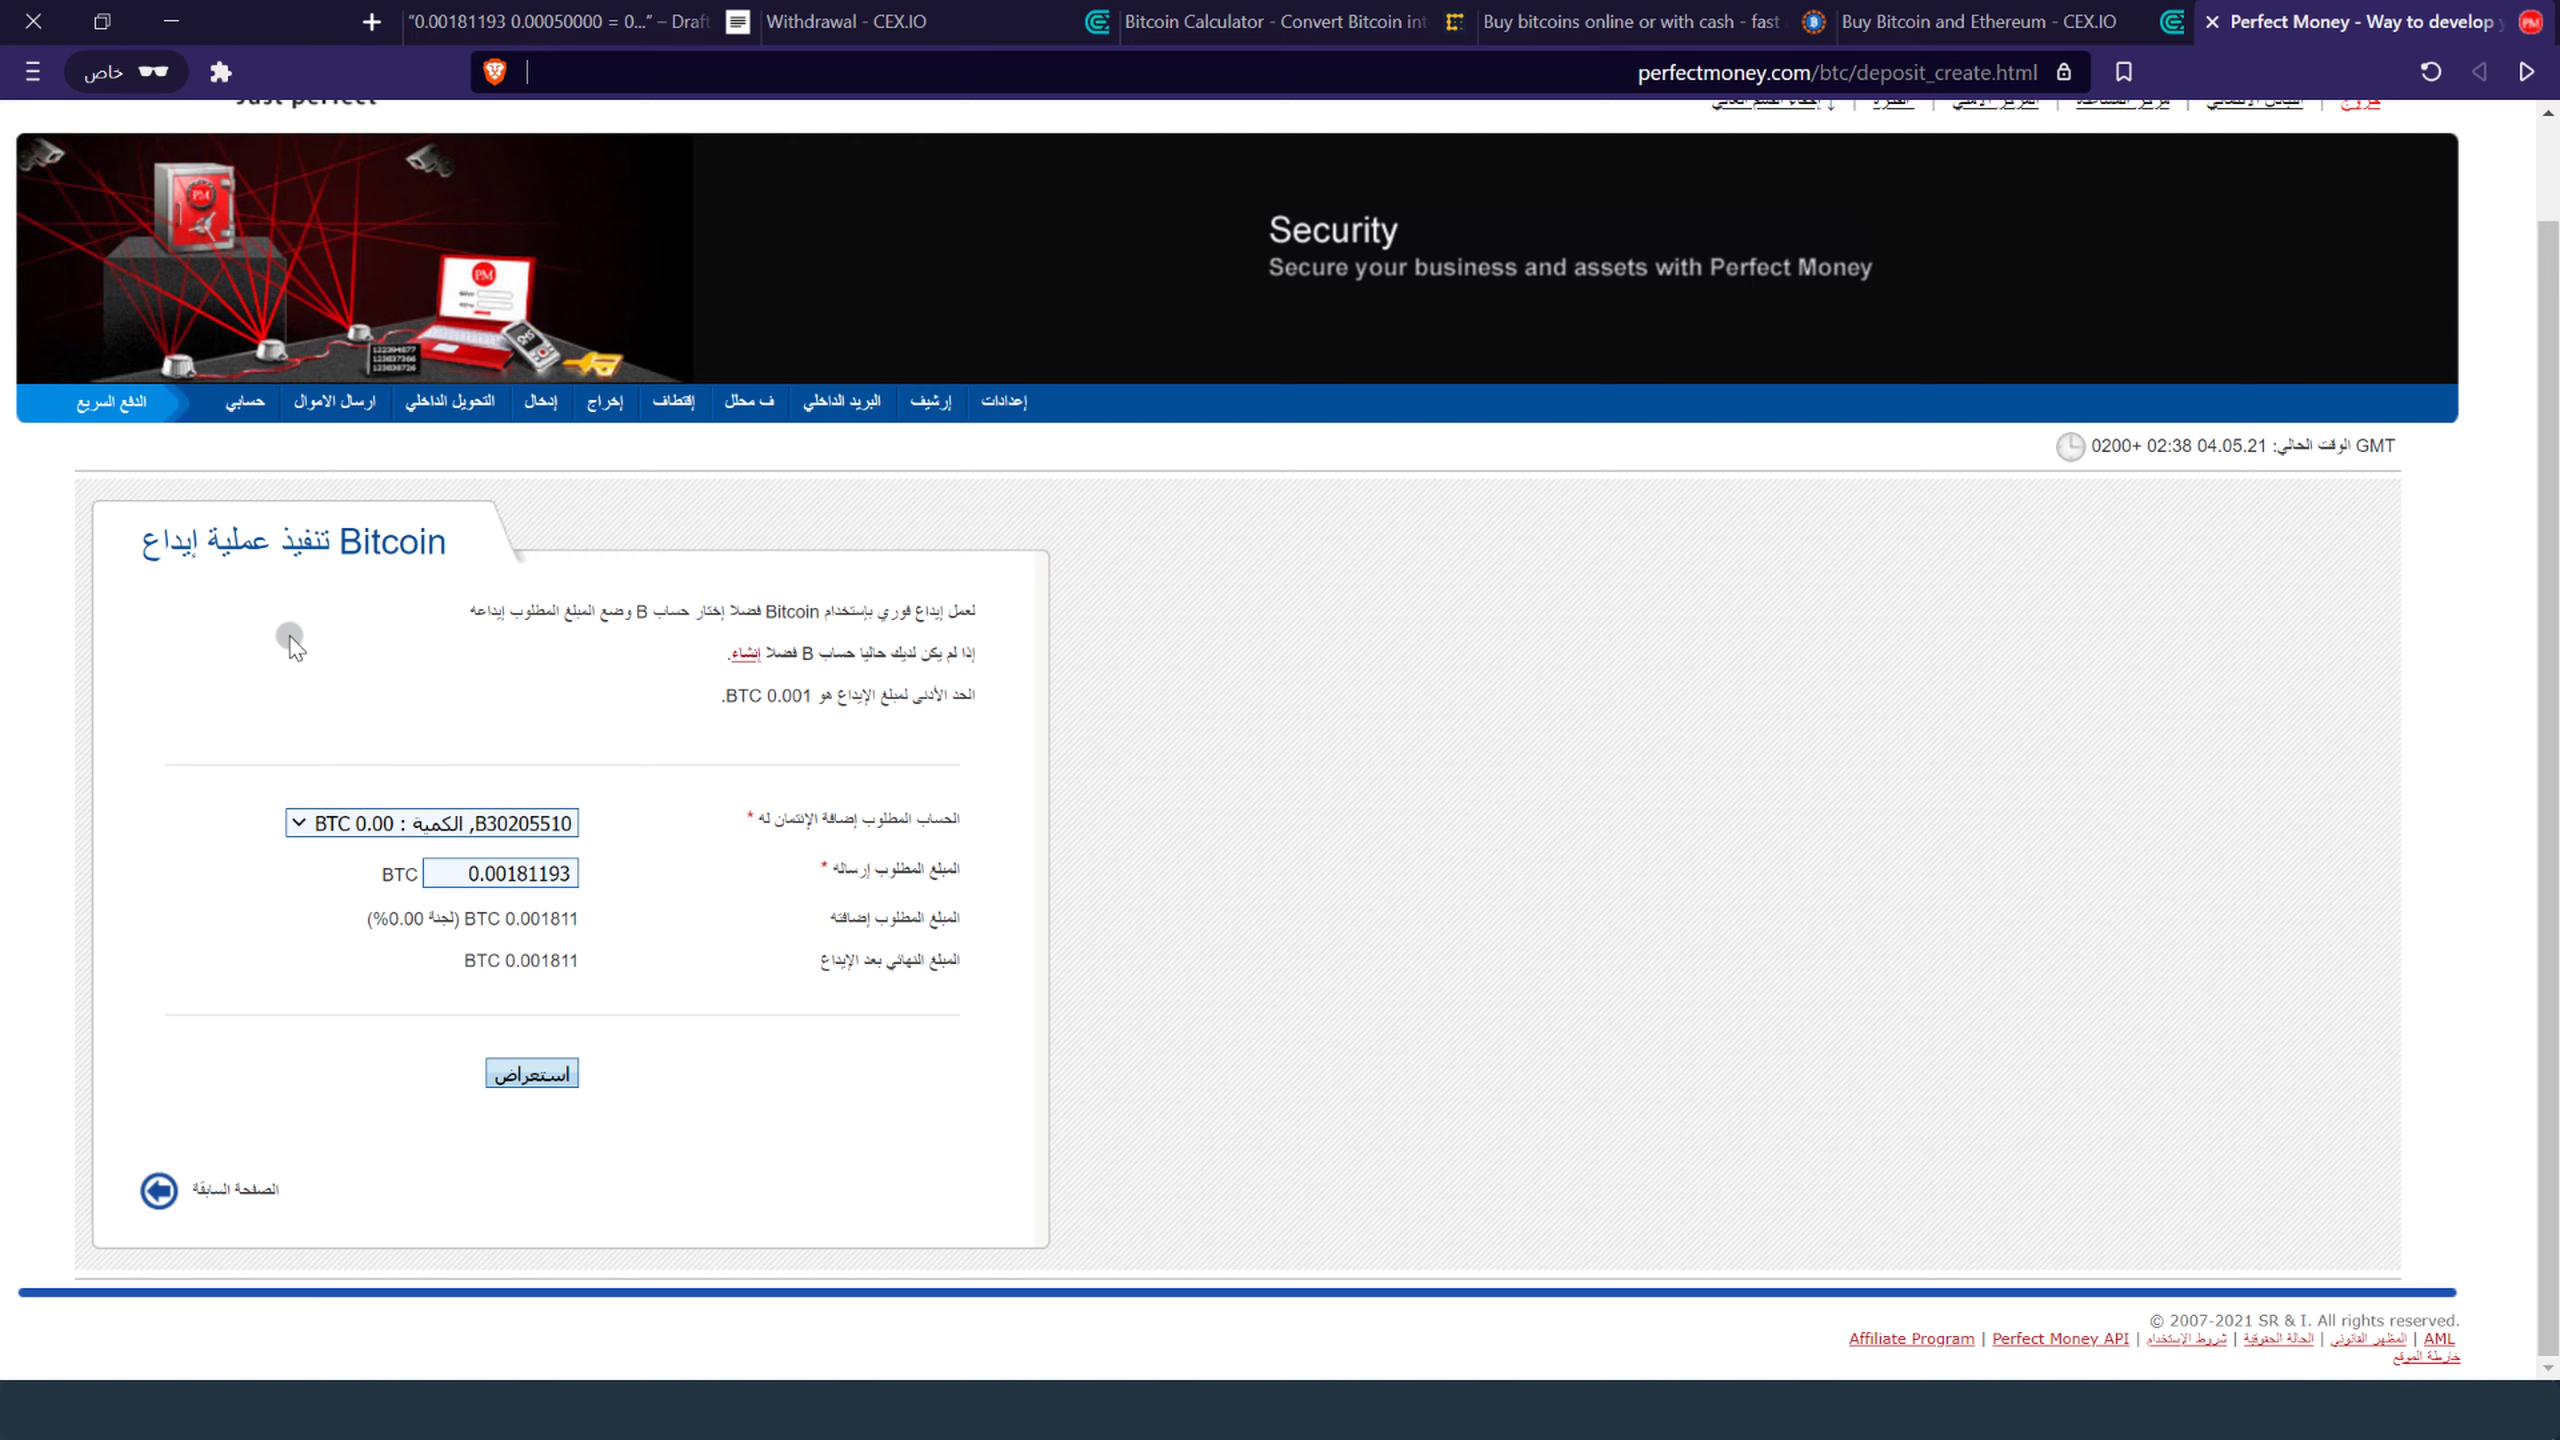 "0.00181193 0.00050000 = 0..." – Draft
Withdrawal - CEX.IO
Bitcoin Calculator - Convert Bitcoin int
Buy bitcoins online or with cash - fast
Buy Bitcoin and Ethereum - CEX.IO
Perfect Money - Way to develop y
خاص
perfectmoney.com/btc/deposit_create.html
خروج
Security
Secure your business and assets with Perfect Money
PM
PM
SMS
الدفع السريع
حسابي
ارسال الاموال
التحويل الداخلي
إدخال
إخراج
إقتطاف
ف محلل
البريد الداخلي
إرشيف
إعدادات
الوقت الحالي: 04.05.21 02:38 +0200 GMT
تنفيذ عملية إيداع Bitcoin
لعمل إيداع فوري بإستخدام Bitcoin فضلا إختار حساب B وضع المبلغ المطلوب إيداعه
إذا لم يكن لديك حاليا حساب B فضلا إنشاء.
الحد الأدنى لمبلغ الإيداع هو 0.001 BTC.
الحساب المطلوب إضافة الإئتمان له *
B30205510, الكمية : 0.00 BTC
المبلغ المطلوب إرساله *
0.00181193 BTC
المبلغ المطلوب إضافته
0.001811 BTC (لجنة 0.00%)
المبلغ النهائي بعد الإيداع
0.001811 BTC
استعراض
الصفحة السابقة
© 2007-2021 SR & I. All rights reserved.
Affiliate Program | Perfect Money API | شروط الإستخدام | الحالة الحقوقية | المظهر القانوني | AML
خارطة الموقع